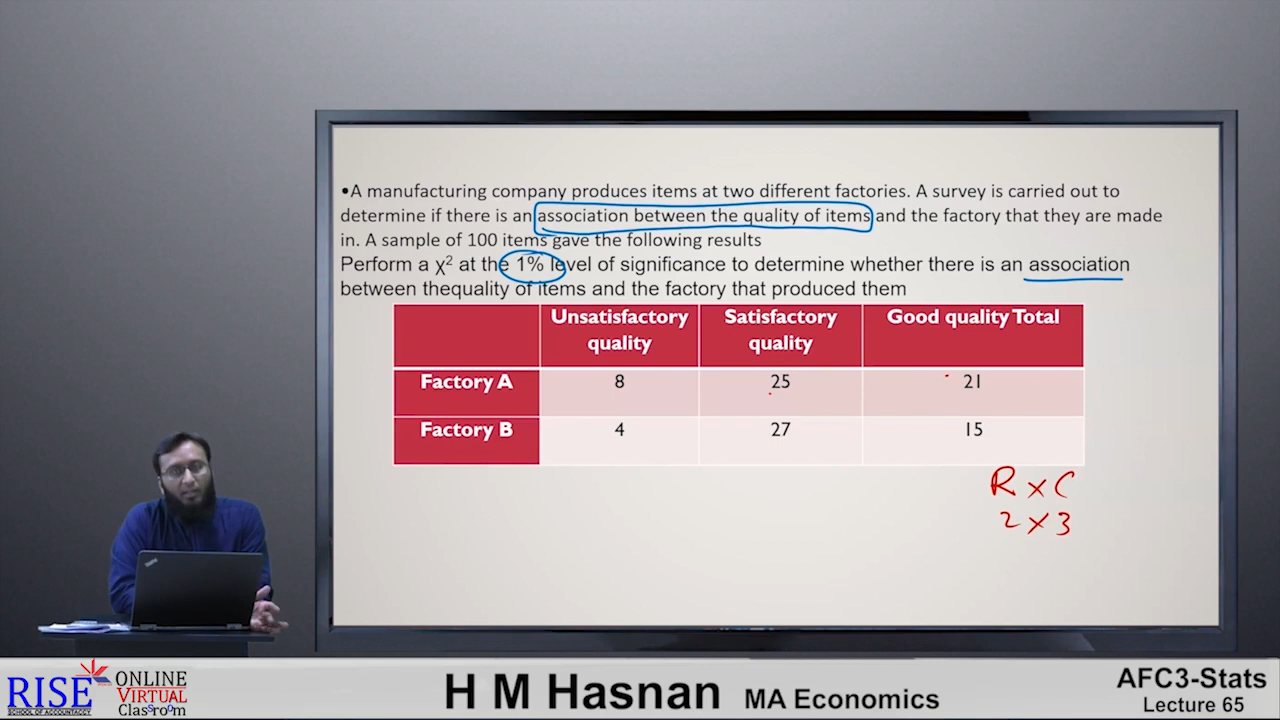 •A manufacturing company produces items at two different factories. A survey is carried out to
determine if there is an association between the quality of items and the factory that they are made
in. A sample of 100 items gave the following results
Perform a χ² at the 1% level of significance to determine whether there is an association
between thequality of items and the factory that produced them
Unsatisfactory quality
Satisfactory quality
Good quality Total
Factory A 8 25 21
Factory B 4 27 15
R x C
2 x 3
RISE
SCHOOL OF ACCOUNTANCY
ONLINE
VIRTUAL
Classroom
H M Hasnan MA Economics
AFC3-Stats
Lecture 65